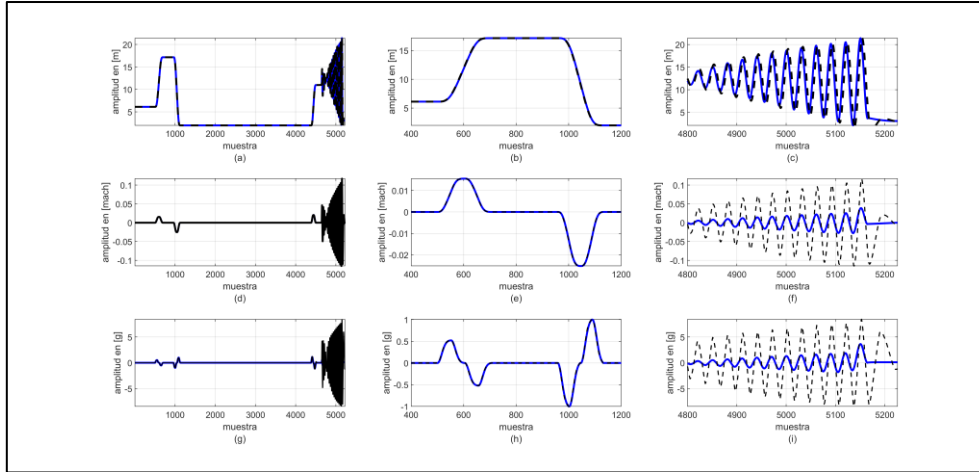 amplitud en [m]
20
15
10
5
1000 2000 3000 4000 5000
muestra
(a)
amplitud en [m]
15
10
5
400 600 800 1000 1200
muestra
(b)
amplitud en [m]
20
15
10
5
4800 4900 5000 5100 5200
muestra
(c)
amplitud en [mach]
0.1
0.05
0
-0.05
-0.1
1000 2000 3000 4000 5000
muestra
(d)
amplitud en [mach]
0.01
0
-0.01
-0.02
400 600 800 1000 1200
muestra
(e)
amplitud en [mach]
0.1
0.05
0
-0.05
-0.1
4800 4900 5000 5100 5200
muestra
(f)
amplitud en [g]
5
0
-5
1000 2000 3000 4000 5000
muestra
(g)
amplitud en [g]
1
0.5
0
-0.5
-1
400 600 800 1000 1200
muestra
(h)
amplitud en [g]
5
0
-5
4800 4900 5000 5100 5200
muestra
(i)